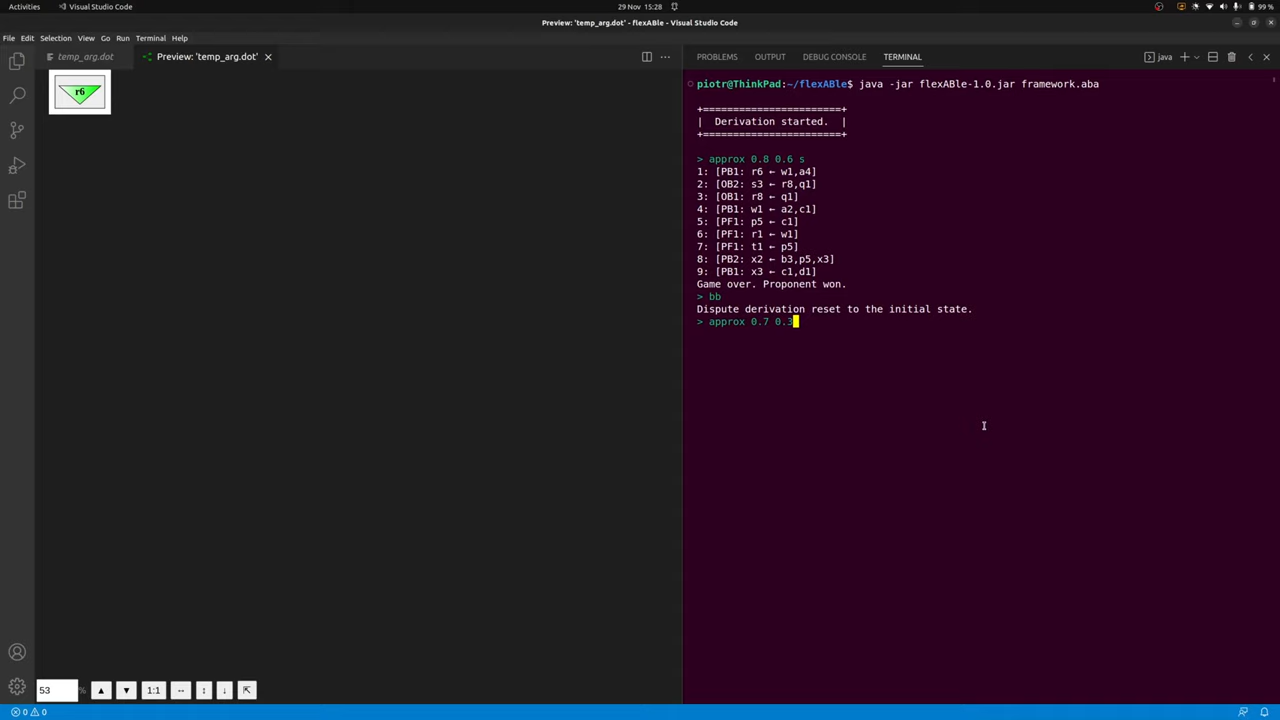 Activities
Visual Studio Code
29 Nov 15:28
99 %
Preview: 'temp_arg.dot' - flexABle - Visual Studio Code
File Edit Selection View Go Run Terminal Help
temp_arg.dot
Preview: 'temp_arg.dot'
PROBLEMS OUTPUT DEBUG CONSOLE TERMINAL
java
r6
piotr@ThinkPad:~/flexABle$ java -jar flexABle-1.0.jar framework.aba
+=======================+
| Derivation started. |
+=======================+
> approx 0.8 0.6 s
1: [PB1: r6 ← w1,a4]
2: [OB2: s3 ← r8,q1]
3: [OB1: r8 ← q1]
4: [PB1: w1 ← a2,c1]
5: [PF1: p5 ← c1]
6: [PF1: r1 ← w1]
7: [PF1: t1 ← p5]
8: [PB2: x2 ← b3,p5,x3]
9: [PB1: x3 ← c1,d1]
Game over. Proponent won.
> bb
Dispute derivation reset to the initial state.
> approx 0.7 0.3
53 %
1:1
0 0